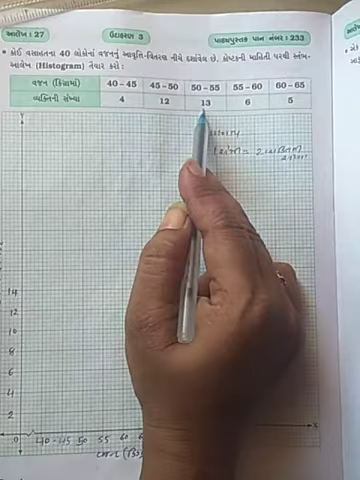 આલેખ : 27
ઉદાહરણ 3
પાઠ્યપુસ્તક પાન નંબર : 233
• કોઈ વસાહતના 40 લોકોનાં વજનનું આવૃત્તિ-વિતરણ નીચે દર્શાવેલ છે. કોષ્ટકની માહિતી પરથી સ્તંભ-
આલેખ (Histogram) તૈયાર કરો :
વજન (કિગ્રામાં) 40 – 45 45 – 50 50 – 55 55 – 60 60 – 65
વ્યક્તિની સંખ્યા 4 12 13 6 5
Y
14
12
10
8
6
4
2
0 40 45 50 55 60 X
વજન